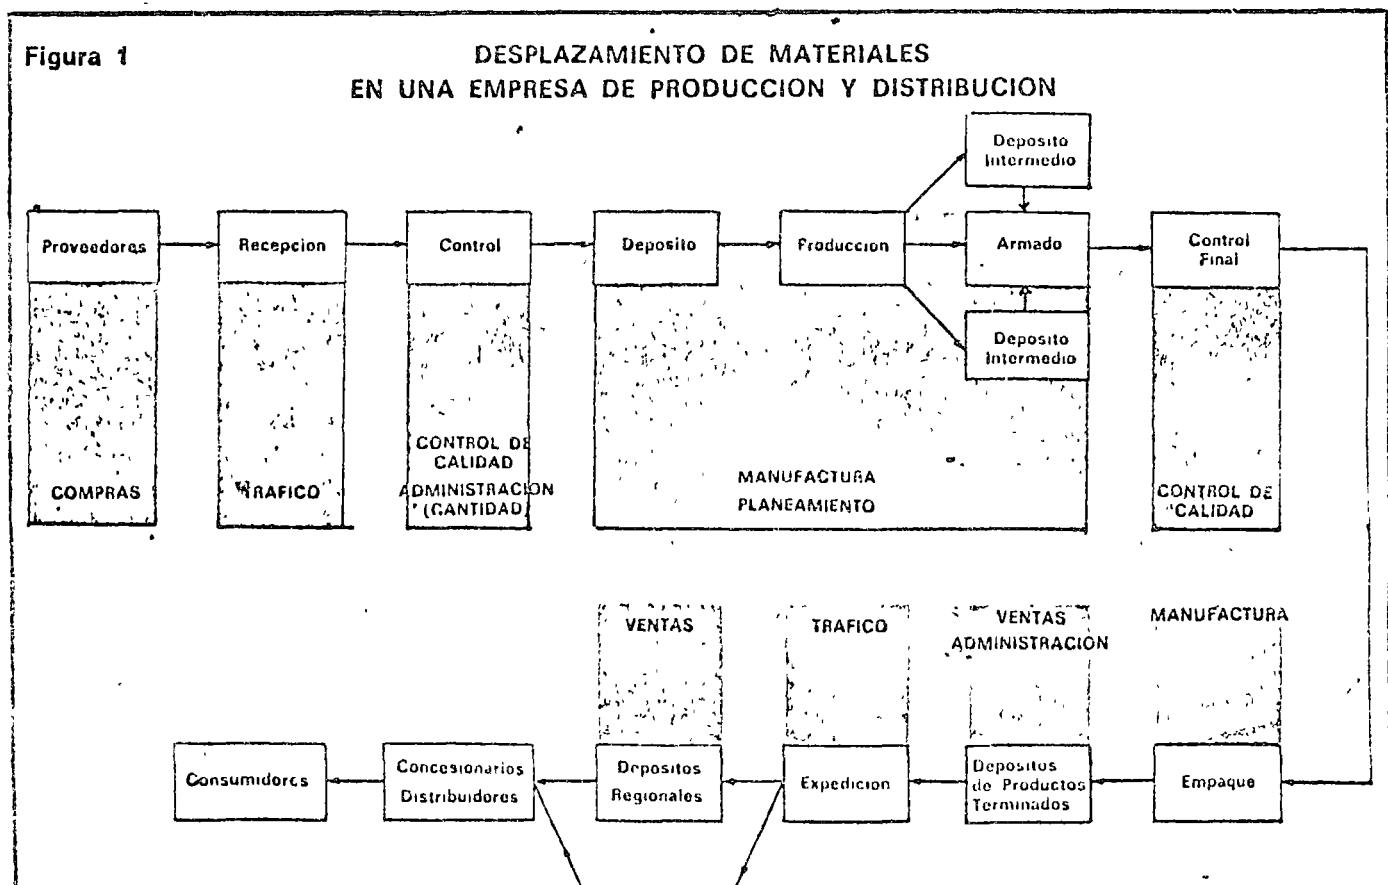 Figura 1
DESPLAZAMIENTO DE MATERIALES
EN UNA EMPRESA DE PRODUCCION Y DISTRIBUCION
Deposito
Intermedio
Proveedores
Recepcion
Control
Deposito
Produccion
Armado
Control
Final
Deposito
Intermedio
COMPRAS
TRAFICO
CONTROL DE
CALIDAD
ADMINISTRACION
(CANTIDAD)
MANUFACTURA
PLANEAMIENTO
CONTROL DE
CALIDAD
VENTAS
TRAFICO
VENTAS
ADMINISTRACION
MANUFACTURA
Consumidores
Concesionarios
Distribuidores
Depositos
Regionales
Expedicion
Depositos
de Productos
Terminados
Empaque